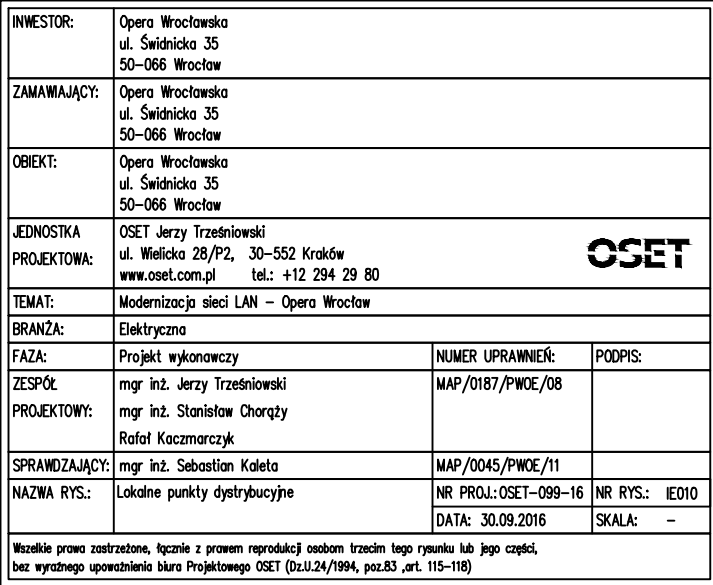 INWESTOR: Opera Wrocławska
ul. Świdnicka 35
50-066 Wrocław
ZAMAWIAJĄCY: Opera Wrocławska
ul. Świdnicka 35
50-066 Wrocław
OBIEKT: Opera Wrocławska
ul. Świdnicka 35
50-066 Wrocław
JEDNOSTKA PROJEKTOWA: OSET Jerzy Trześniowski
ul. Wielicka 28/P2, 30-552 Kraków
www.oset.com.pl tel.: +12 294 29 80
OSET
TEMAT: Modernizacja sieci LAN - Opera Wrocław
BRANŻA: Elektryczna
FAZA: Projekt wykonawczy NUMER UPRAWNIEŃ: PODPIS:
ZESPÓŁ mgr inż. Jerzy Trześniowski MAP/0187/PWOE/08
PROJEKTOWY: mgr inż. Stanisław Chorąży
Rafał Kaczmarczyk
SPRAWDZAJĄCY: mgr inż. Sebastian Kaleta MAP/0045/PWOE/11
NAZWA RYS.: Lokalne punkty dystrybucyjne NR PROJ.: OSET-099-16 NR RYS.: IE010
DATA: 30.09.2016 SKALA: -
Wszelkie prawa zastrzeżone, łącznie z prawem reprodukcji osobom trzecim tego rysunku lub jego części,
bez wyraźnego upoważnienia biura Projektowego OSET (Dz.U.24/1994, poz.83 ,art. 115-118)